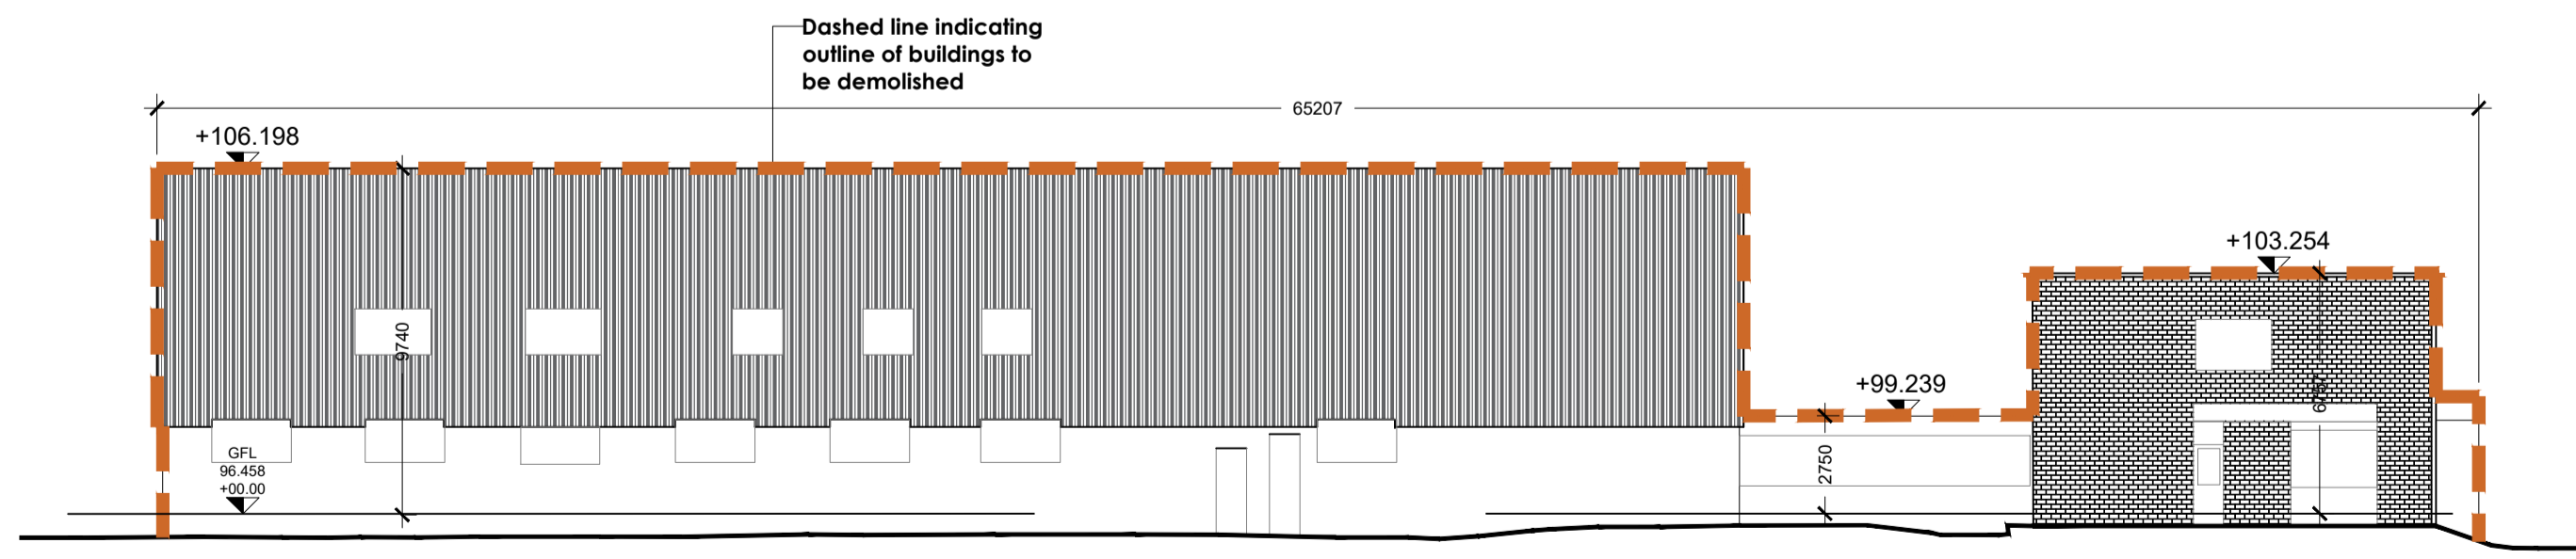 Dashed line indicating
outline of buildings to
be demolished
65207
+106.198
+103.254
+99.239
9740
6757
2750
GFL
96.458
+00.00